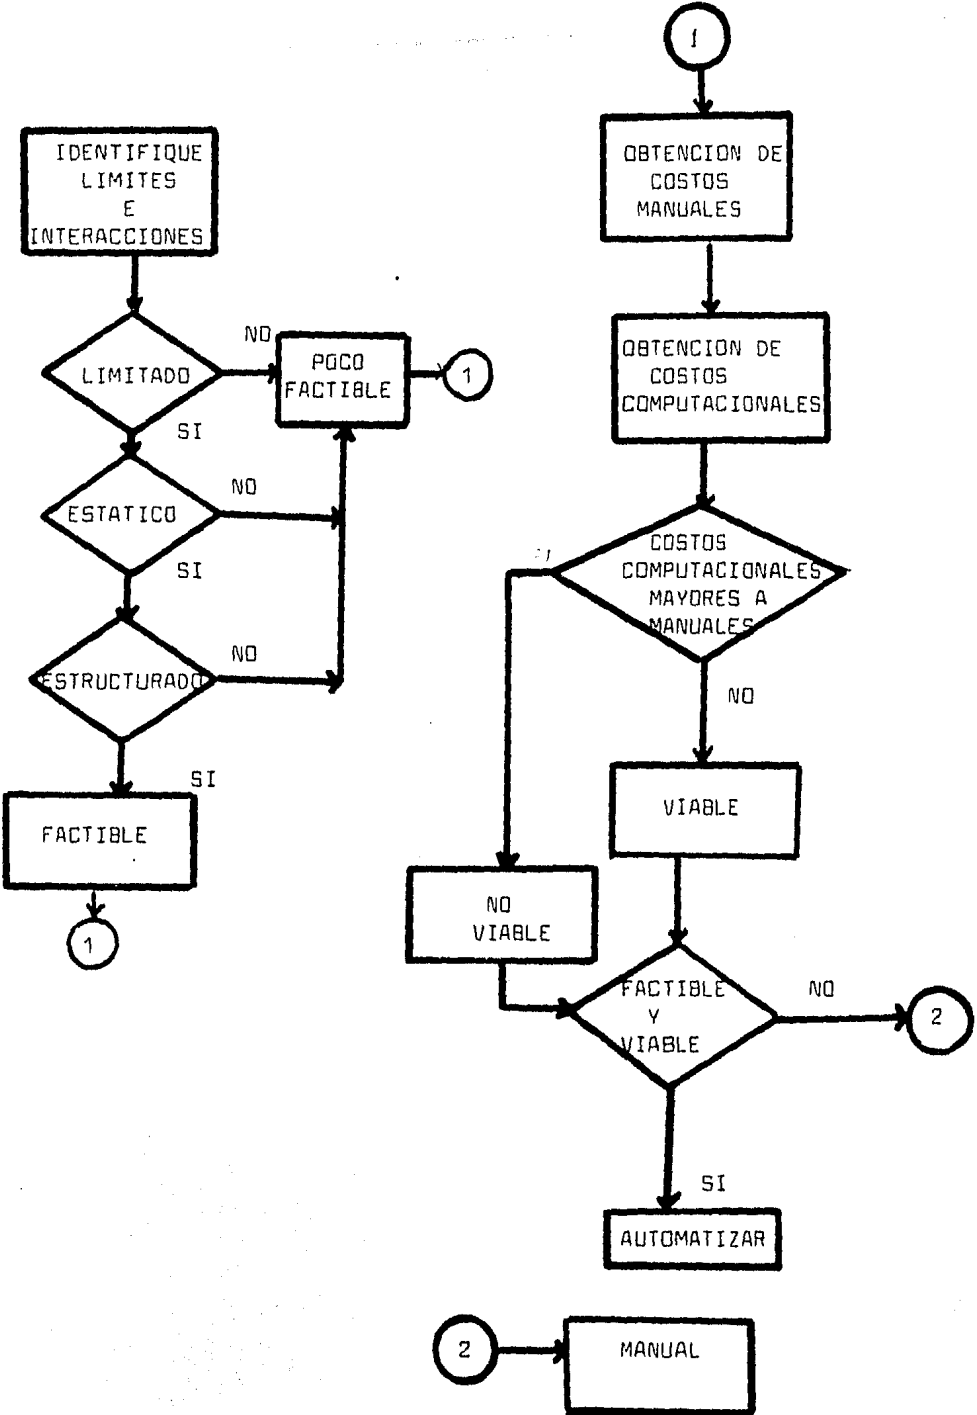 IDENTIFIQUE
LIMITES
E
INTERACCIONES
LIMITADO
NO
POCO
FACTIBLE
1
SI
ESTATICO
NO
SI
ESTRUCTURADO
NO
SI
FACTIBLE
1
1
OBTENCION DE
COSTOS
MANUALES
OBTENCION DE
COSTOS
COMPUTACIONALES
COSTOS
COMPUTACIONALES
MAYORES A
MANUALES
NO
VIABLE
NO
VIABLE
FACTIBLE
Y
VIABLE
NO
2
SI
AUTOMATIZAR
2
MANUAL